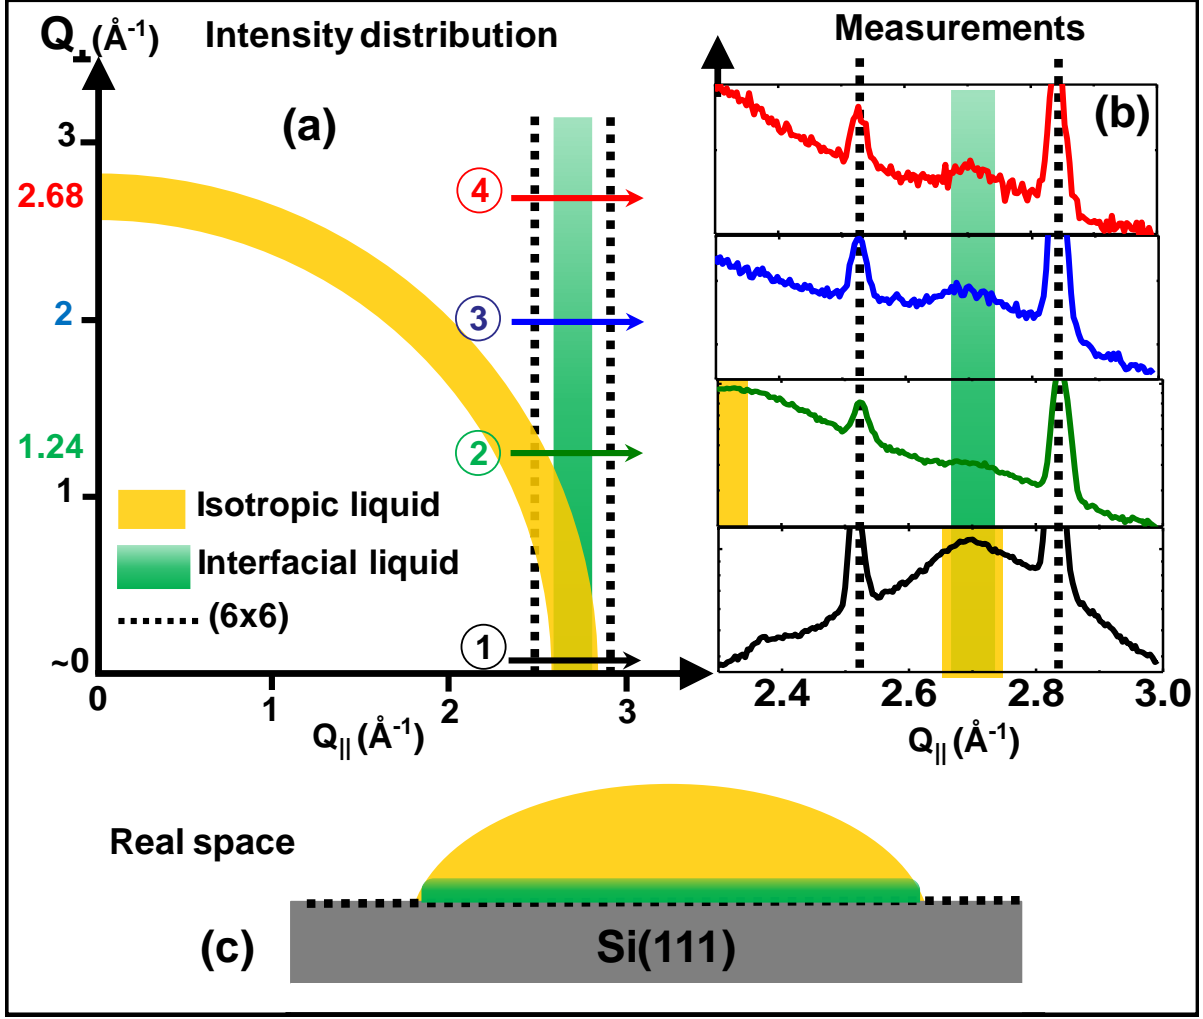 Q⊥(Å⁻¹)
Intensity distribution
Measurements
(a)
(b)
3
2.68
2
1.24
1
~0
4
3
2
1
Isotropic liquid
Interfacial liquid
(6x6)
0
1
2
3
Q||(Å⁻¹)
2.4
2.6
2.8
3.0
Q||(Å⁻¹)
Real space
(c)
Si(111)